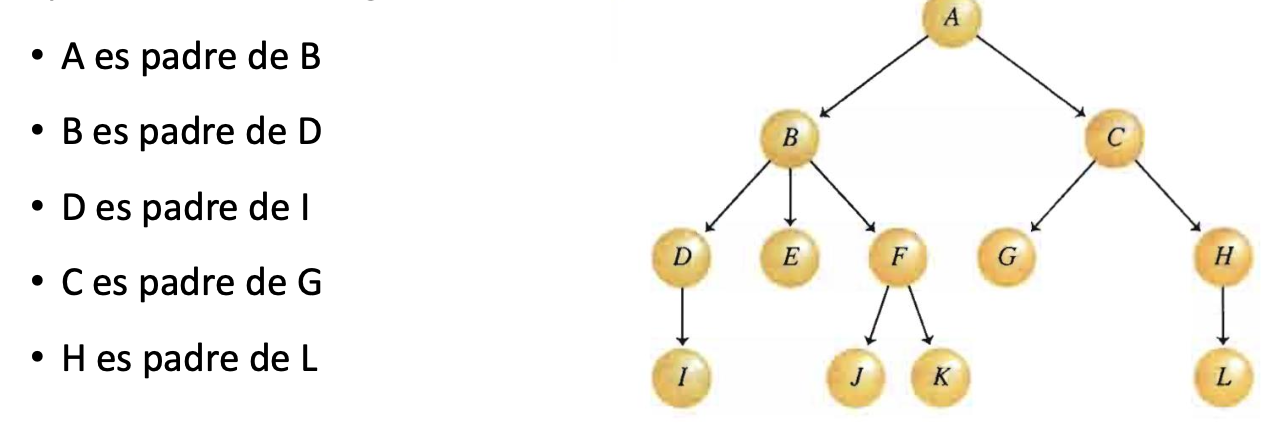 • A es padre de B
• B es padre de D
• D es padre de I
• C es padre de G
• H es padre de L
A
B
C
D
E
F
G
H
I
J
K
L